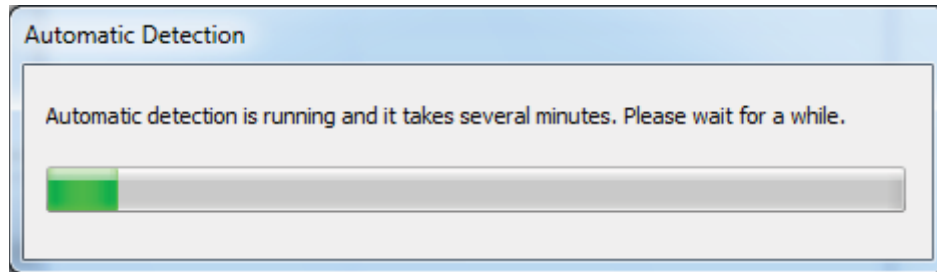 Automatic Detection
Automatic detection is running and it takes several minutes. Please wait for a while.